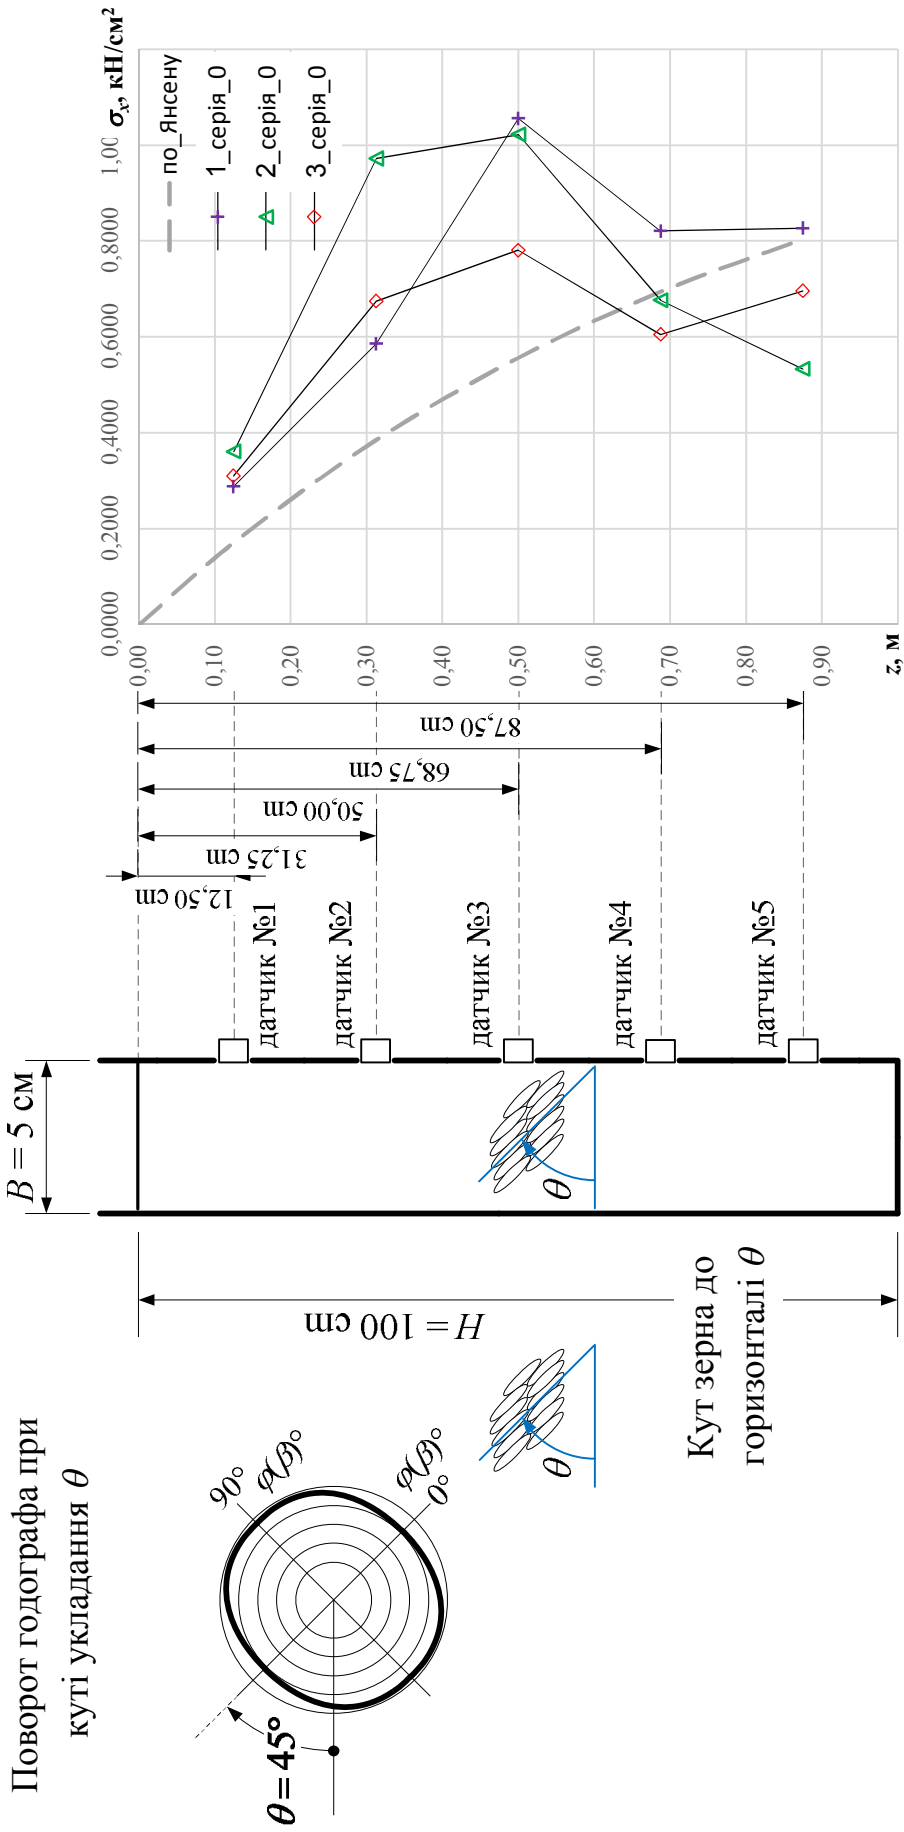 Поворот годографа при
куті укладання θ
90°
φ(β)°
φ(β)°
0°
θ = 45°
θ
Кут зерна до
горизонталі θ
H = 100 cm
B = 5 см
θ
датчик №1
датчик №2
датчик №3
датчик №4
датчик №5
12,50 cm
31,25 cm
50,00 cm
68,75 cm
87,50 cm
0,00
0,10
0,20
0,30
0,40
0,50
0,60
0,70
0,80
0,90
z, м
0,0000
0,2000
0,4000
0,6000
0,8000
σx, кН/см²
по_Янсену
1_серія_0
2_серія_0
3_серія_0